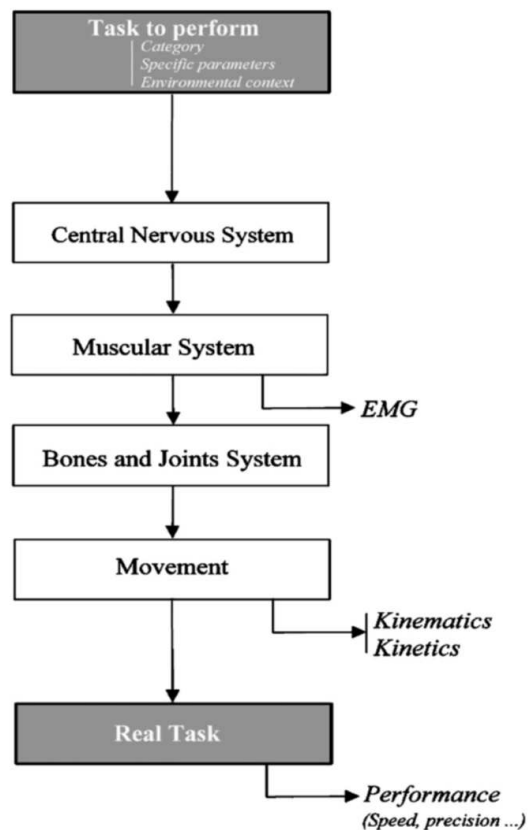 Task to perform
Category
Specific parameters
Environmental context
Central Nervous System
Muscular System
EMG
Bones and Joints System
Movement
Kinematics
Kinetics
Real Task
Performance
(Speed, precision ...)